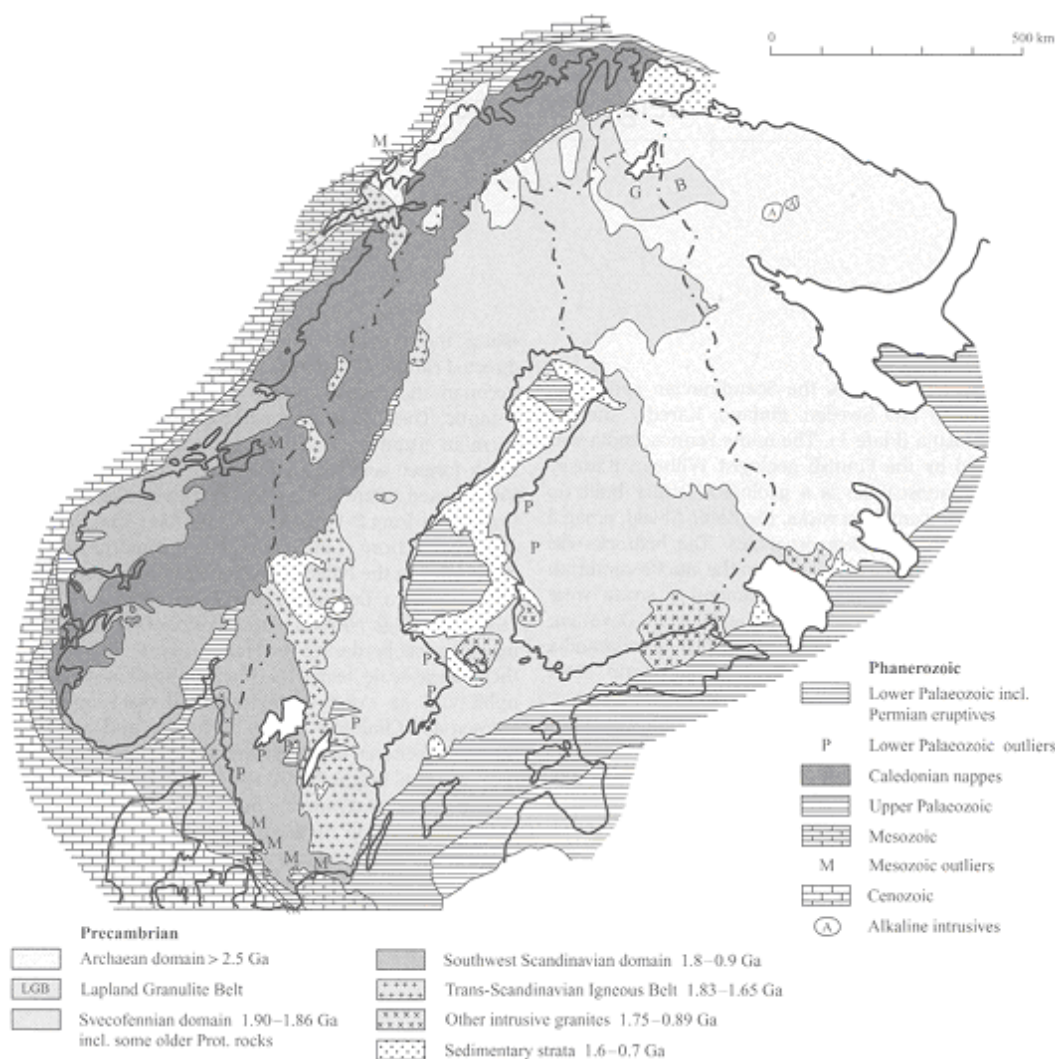 0 500 km
M
G B
A A
M
P
P
P
P
P
P
P
P
M
M
M M
Phanerozoic
Lower Palaeozoic incl.
Permian eruptives
P Lower Palaeozoic outliers
Caledonian nappes
Upper Palaeozoic
Mesozoic
M Mesozoic outliers
Cenozoic
A Alkaline intrusives
Precambrian
Archaean domain > 2.5 Ga
LGB Lapland Granulite Belt
Svecofennian domain 1.90–1.86 Ga
incl. some older Prot. rocks
Southwest Scandinavian domain 1.8–0.9 Ga
Trans-Scandinavian Igneous Belt 1.83–1.65 Ga
Other intrusive granites 1.75–0.89 Ga
Sedimentary strata 1.6–0.7 Ga